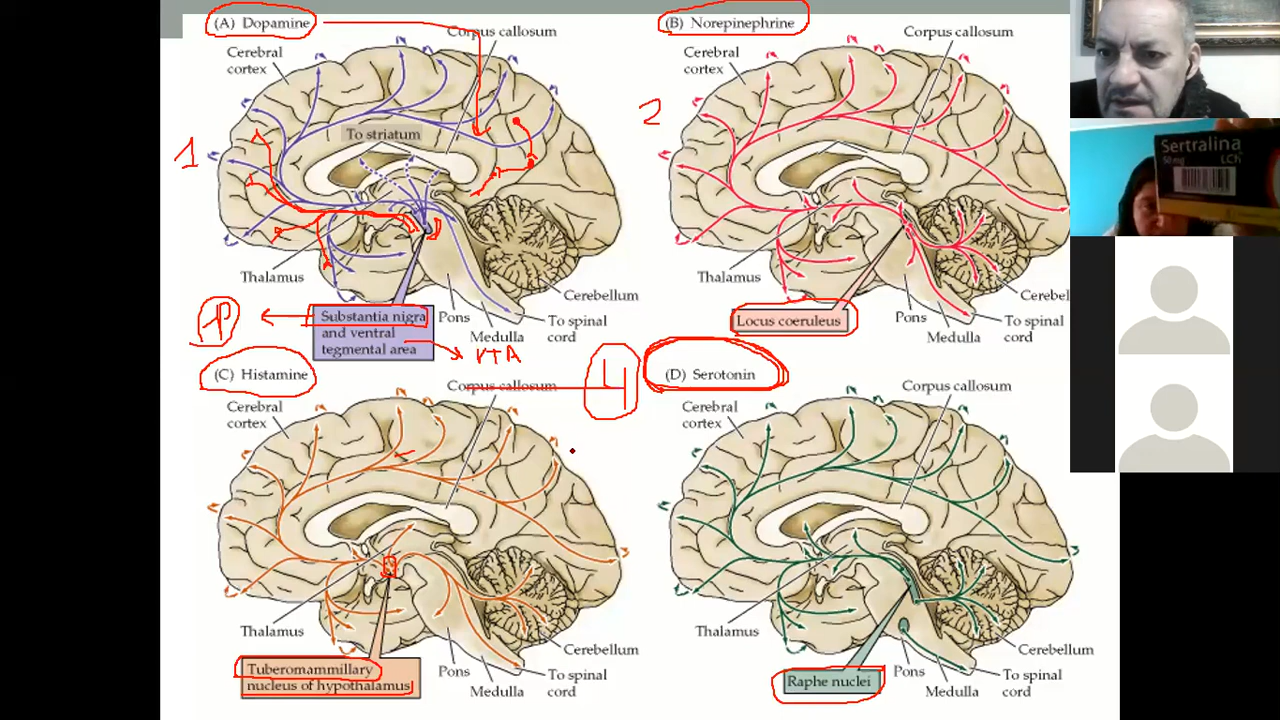 (A) Dopamine
Corpus callosum
Cerebral
cortex
To striatum
1
Thalamus
Cerebellum
Substantia nigra
and ventral
tegmental area
Pons
Medulla
To spinal
cord
VTA
(B) Norepinephrine
Corpus callosum
Cerebral
cortex
2
Thalamus
Cerebel
Locus coeruleus
Pons
Medulla
To spinal
cord
Sertralina
50 mg LCh
(C) Histamine
Corpus callosum
4
Cerebral
cortex
Thalamus
Cerebellum
Tuberomammillary
nucleus of hypothalamus
Pons
Medulla
To spinal
cord
(D) Serotonin
Corpus callosum
Cerebral
cortex
Thalamus
Cerebellum
Raphe nuclei
Pons
Medulla
To spinal
cord